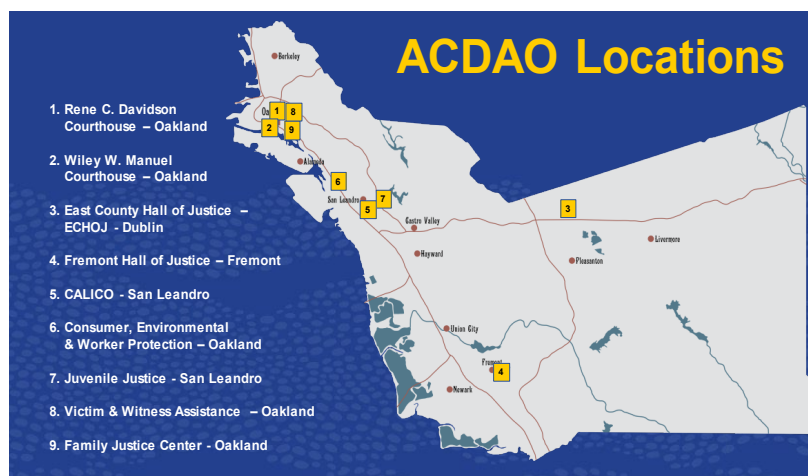 ACDAO Locations
1. Rene C. Davidson
Courthouse – Oakland
2. Wiley W. Manuel
Courthouse – Oakland
3. East County Hall of Justice –
ECHOJ - Dublin
4. Fremont Hall of Justice – Fremont
5. CALICO - San Leandro
6. Consumer, Environmental
& Worker Protection – Oakland
7. Juvenile Justice - San Leandro
8. Victim & Witness Assistance – Oakland
9. Family Justice Center - Oakland
Berkeley
1
8
2
9
Alameda
6
San Leandro
7
5
3
Castro Valley
Livermore
Hayward
Pleasanton
Union City
Fremont
4
Newark